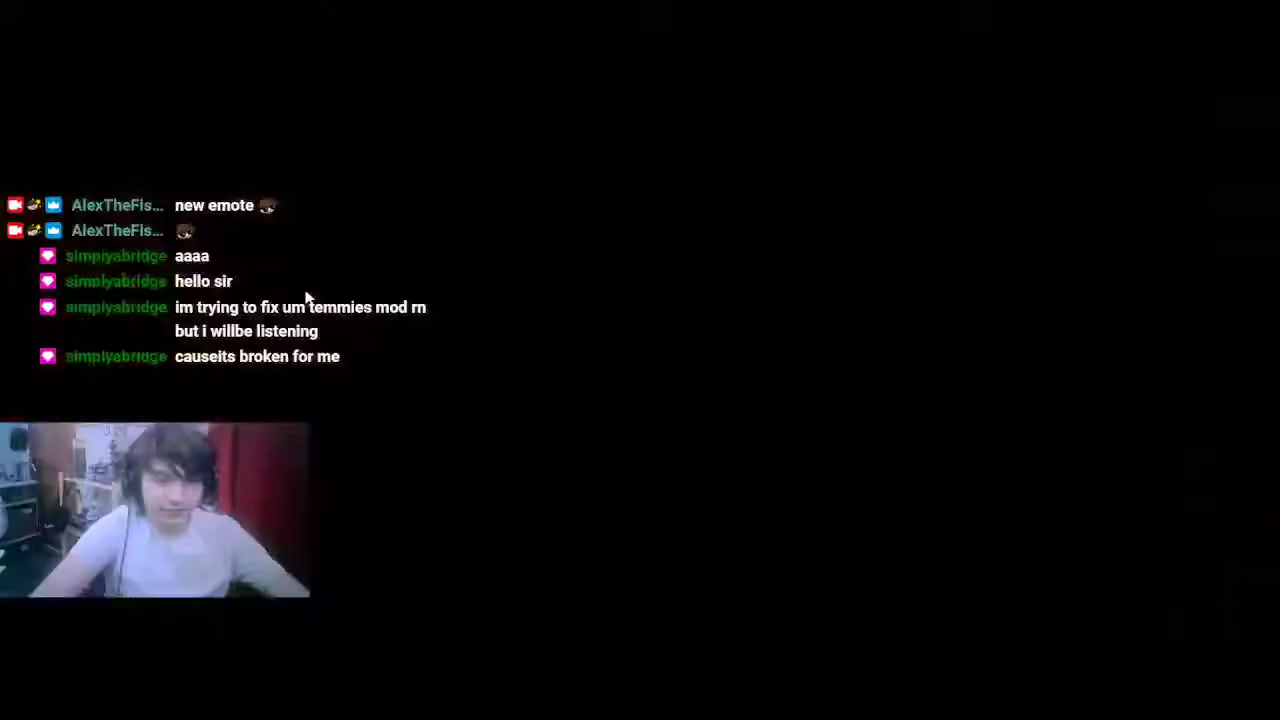 AlexTheFis... new emote
AlexTheFis...
simplyabridge aaaa
simplyabridge hello sir
simplyabridge im trying to fix um temmies mod rn
but i willbe listening
simplyabridge causeits broken for me